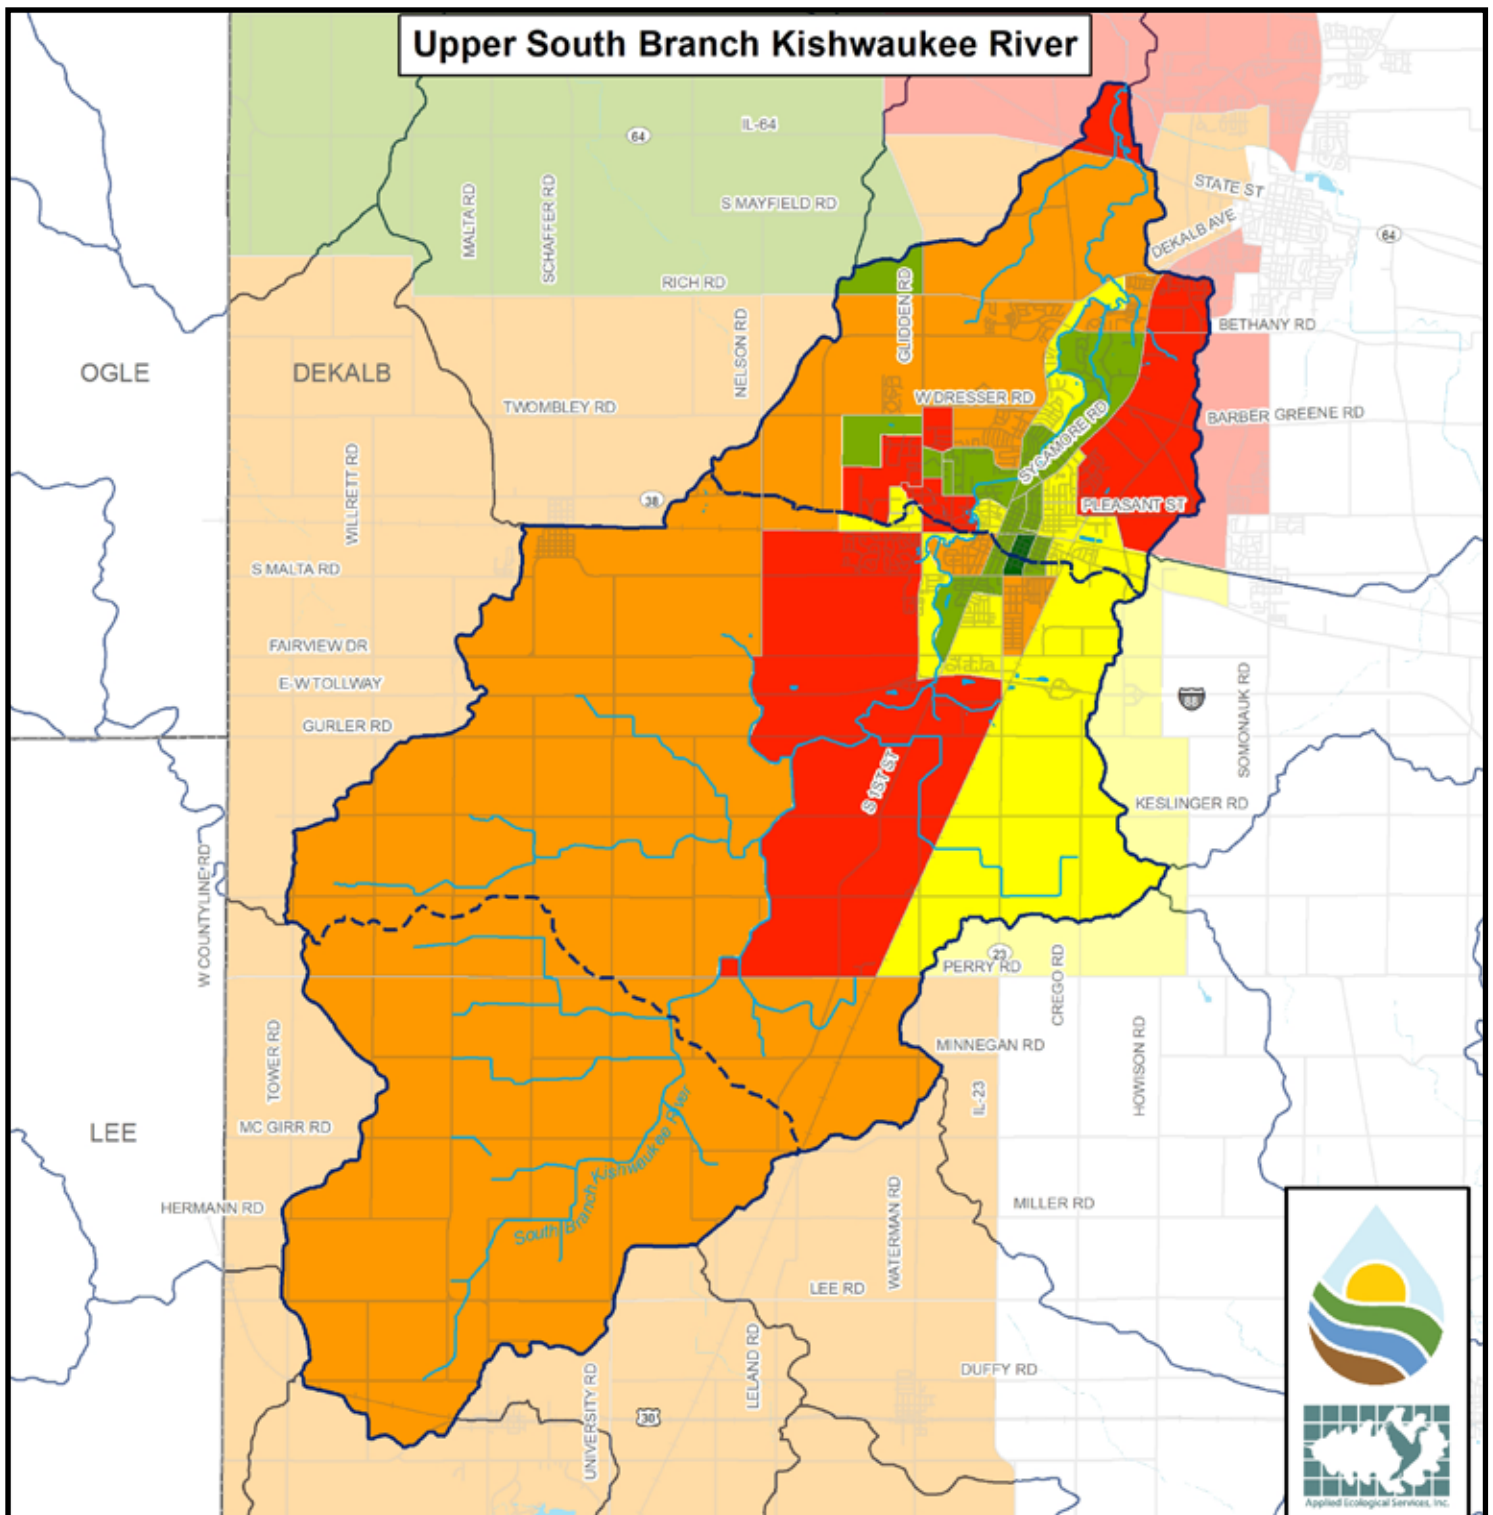 Upper South Branch Kishwaukee River
IL-64
64
STATE ST
MALTA RD
SCHAFFER RD
S MAYFIELD RD
DEKALB AVE
64
RICH RD
GLIDDEN RD
BETHANY RD
NELSON RD
OGLE
DEKALB
W DRESSER RD
TWOMBLEY RD
BARBER GREENE RD
SYCAMORE RD
WILLRETT RD
38
PLEASANT ST
S MALTA RD
FAIRVIEW DR
E-W TOLLWAY
88
SOMONAUK RD
GURLER RD
S 1ST ST
KESLINGER RD
W COUNTYLINE RD
23
PERRY RD
CREGO RD
TOWER RD
MINNEGAN RD
HOWISON RD
IL-23
MC GIRR RD
LEE
South Branch Kishwaukee River
HERMANN RD
MILLER RD
WATERMAN RD
LEE RD
LELAND RD
DUFFY RD
UNIVERSITY RD
30
Applied Ecological Services, Inc.